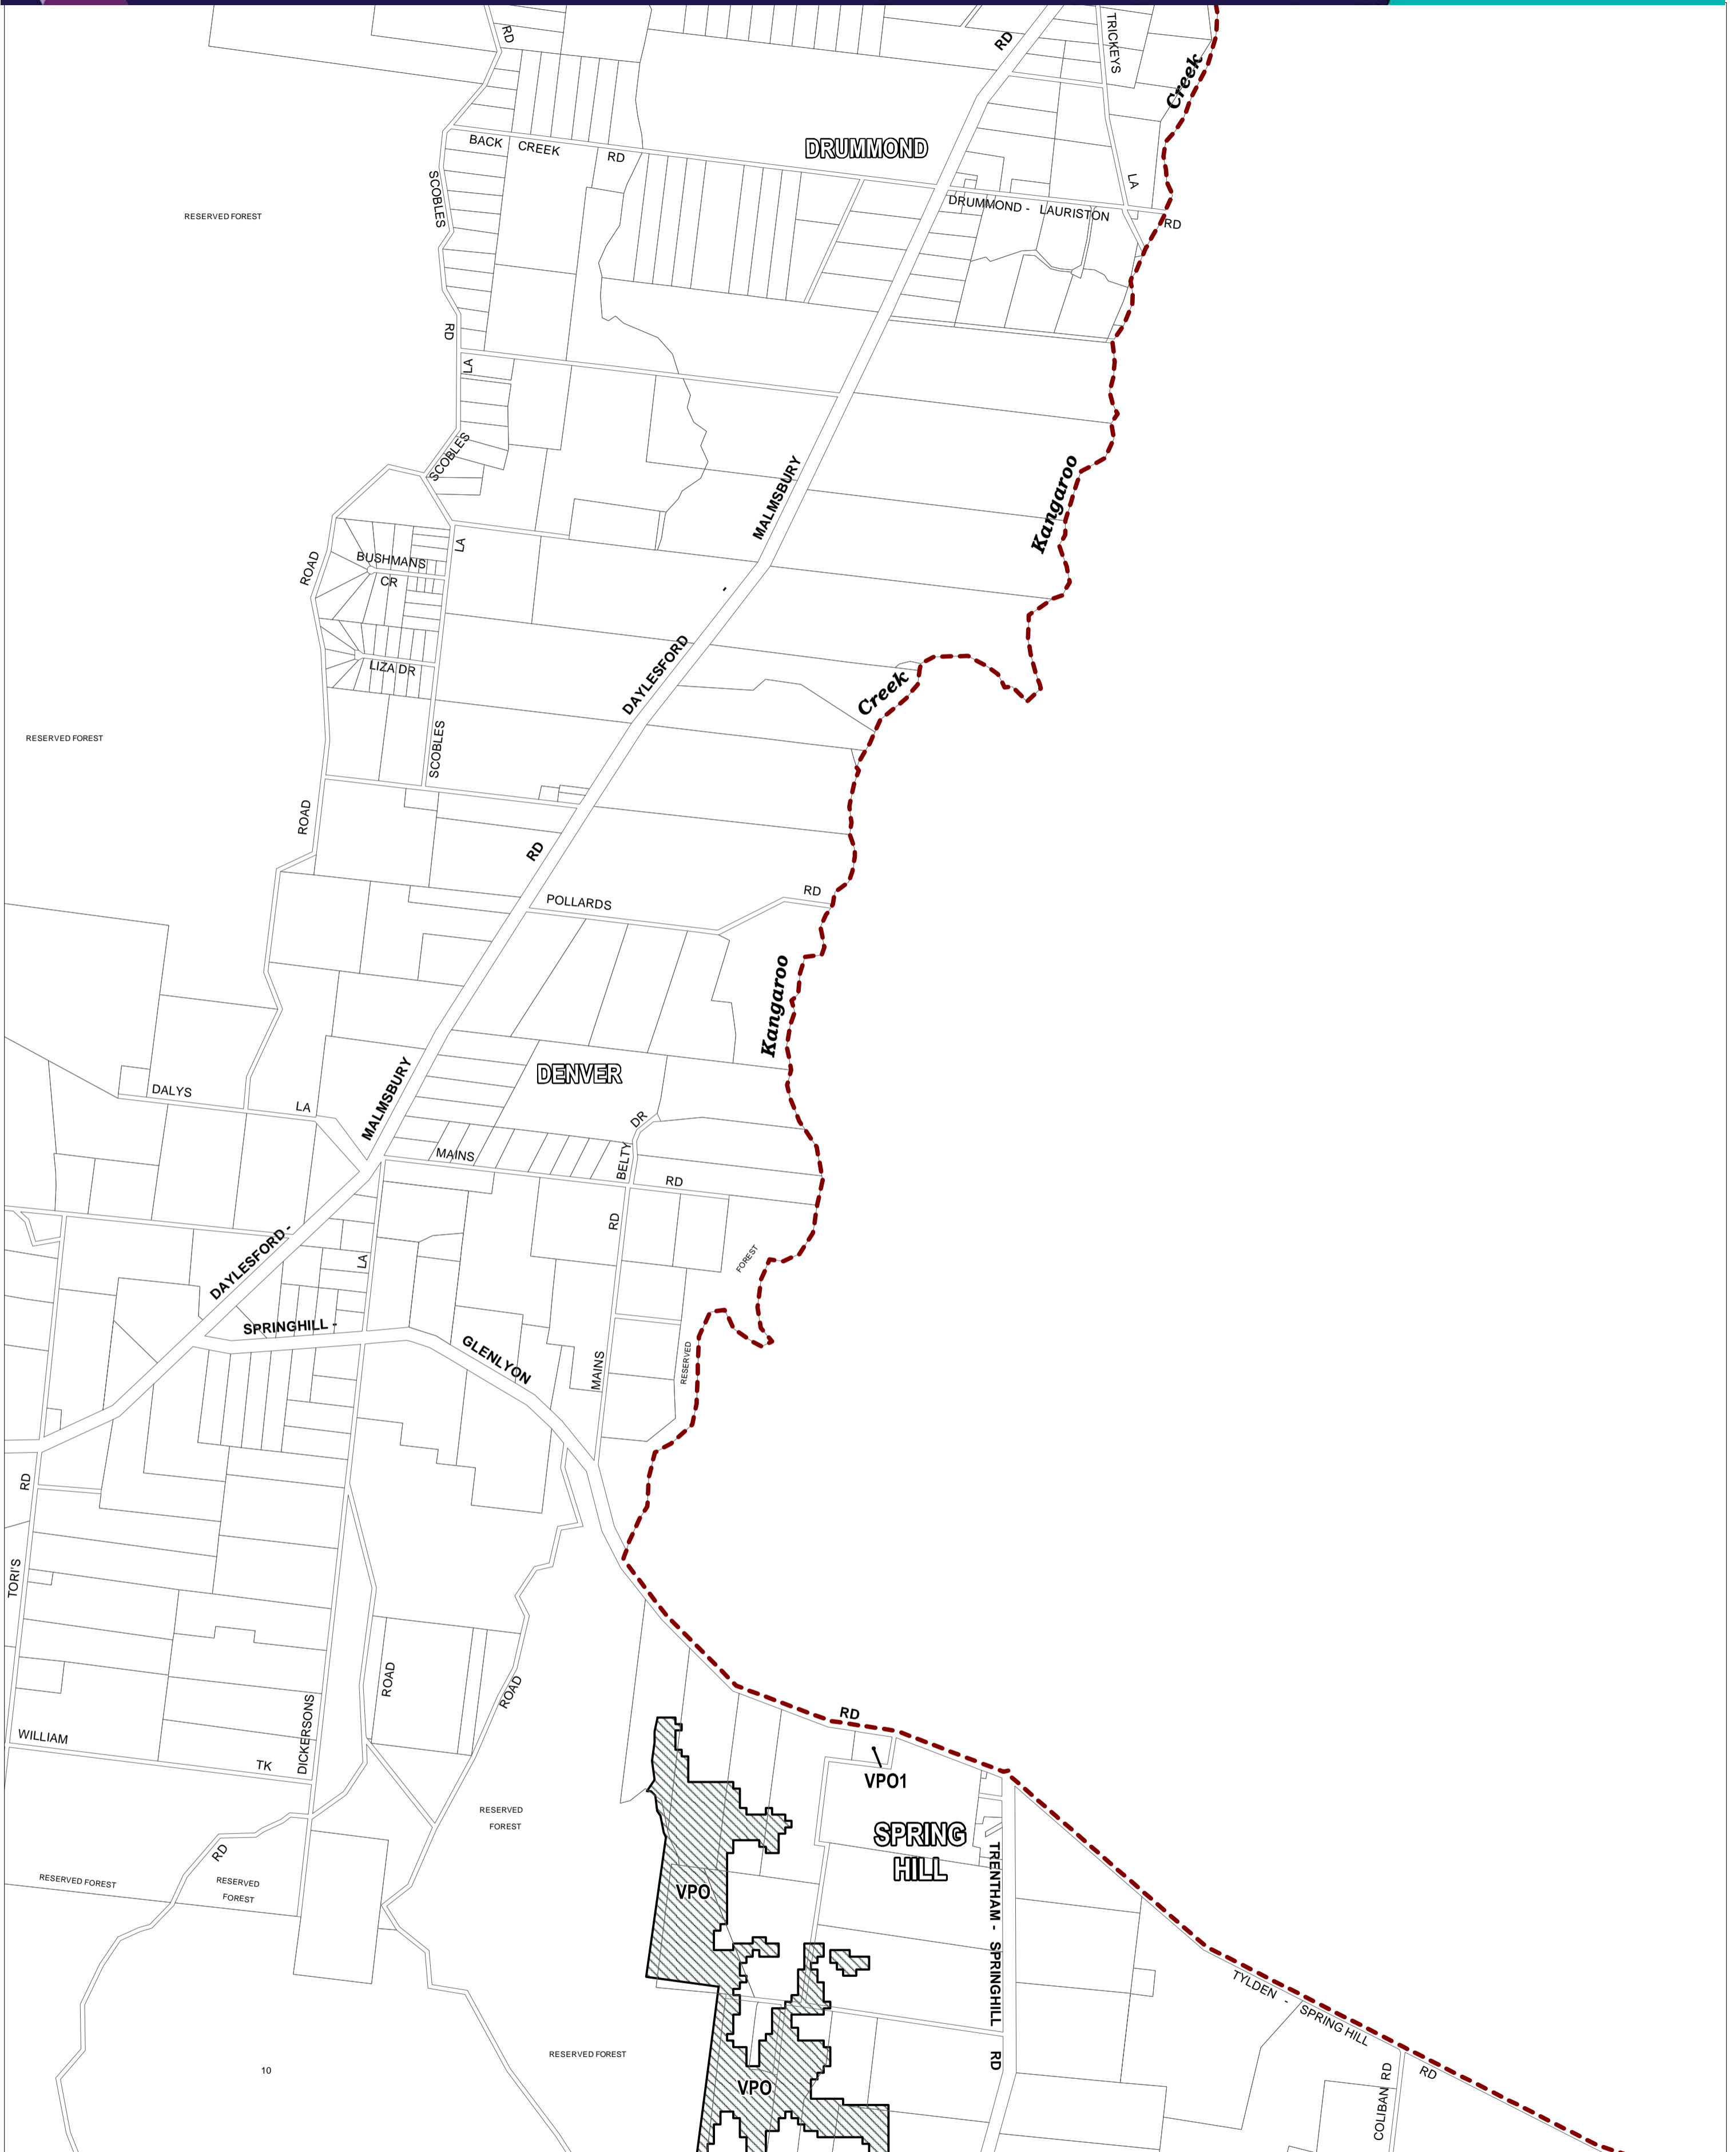 RD
RD
TRICKEYS
Creek
BACK CREEK RD
DRUMMOND
SCOBLES
LA
RESERVED FOREST
DRUMMOND - LAURISTON
RD
RD
LA
SCOBLES
MALMSBURY
Kangaroo
LA
ROAD
BUSHMANS
CR
-
LIZA DR
DAYLESFORD
Creek
SCOBLES
RESERVED FOREST
ROAD
RD
POLLARDS
RD
Kangaroo
DENVER
DALYS
LA
MALMSBURY
DR
MAINS
BELTY
RD
RD
DAYLESFORD -
LA
FOREST
SPRINGHILL -
GLENLYON
MAINS
RESERVED
RD
TORI'S
ROAD
ROAD
DICKERSONS
RD
WILLIAM
TK
VPO1
RESERVED
FOREST
SPRING
HILL
RD
RESERVED FOREST
RESERVED
FOREST
VPO
TRENTHAM - SPRINGHILL
RD
TYLDEN - SPRING HILL
RD
RESERVED FOREST
10
VPO
COLIBAN RD